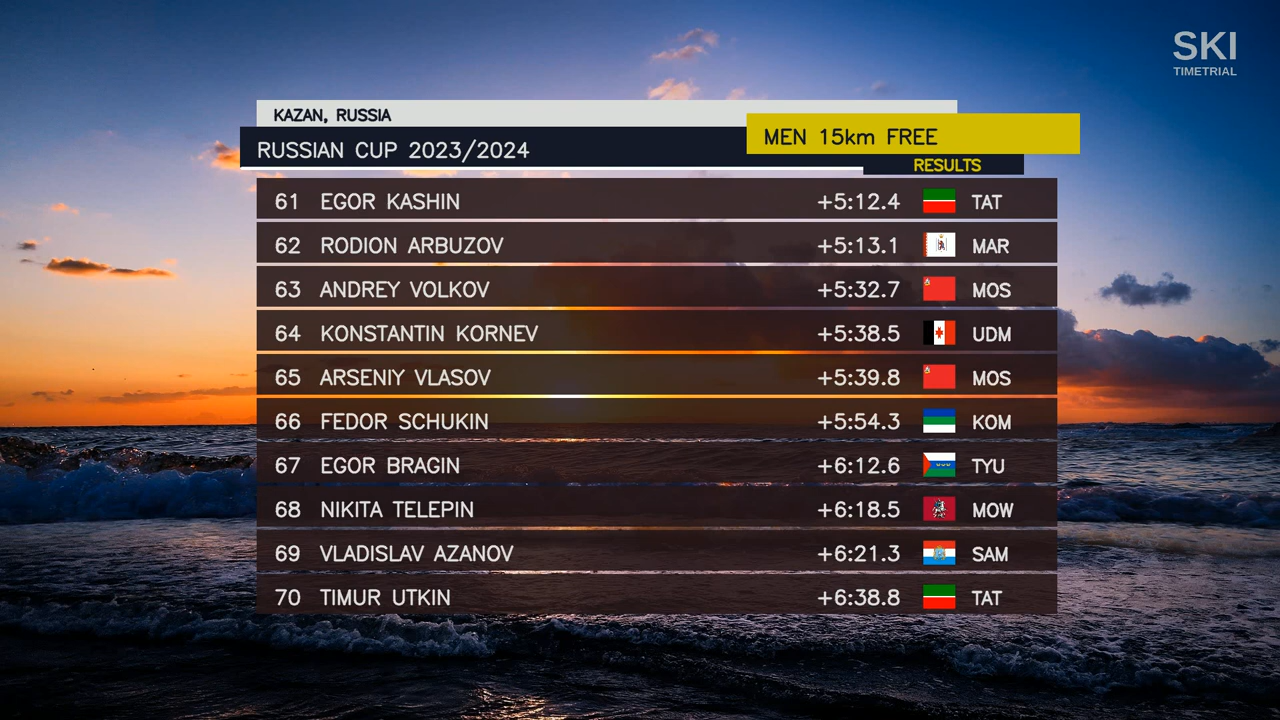 SKI
TIMETRIAL
KAZAN, RUSSIA
RUSSIAN CUP 2023/2024
MEN 15km FREE
RESULTS
61 EGOR KASHIN +5:12.4 TAT
62 RODION ARBUZOV +5:13.1 MAR
63 ANDREY VOLKOV +5:32.7 MOS
64 KONSTANTIN KORNEV +5:38.5 UDM
65 ARSENIY VLASOV +5:39.8 MOS
66 FEDOR SCHUKIN +5:54.3 KOM
67 EGOR BRAGIN +6:12.6 TYU
68 NIKITA TELEPIN +6:18.5 MOW
69 VLADISLAV AZANOV +6:21.3 SAM
70 TIMUR UTKIN +6:38.8 TAT